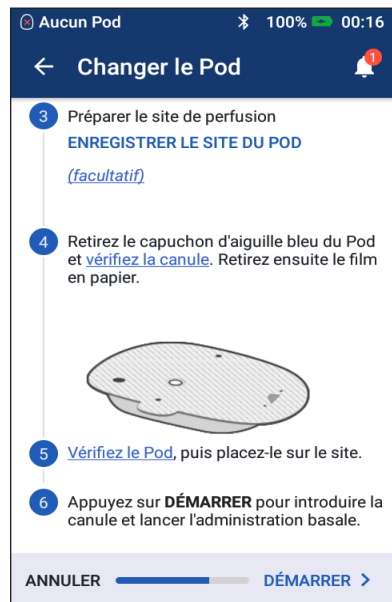 Aucun Pod 100% 00:16
Changer le Pod 1
3 Préparer le site de perfusion
ENREGISTRER LE SITE DU POD
(facultatif)
4 Retirez le capuchon d'aiguille bleu du Pod
et vérifiez la canule. Retirez ensuite le film
en papier.
5 Vérifiez le Pod, puis placez-le sur le site.
6 Appuyez sur DÉMARRER pour introduire la
canule et lancer l'administration basale.
ANNULER DÉMARRER